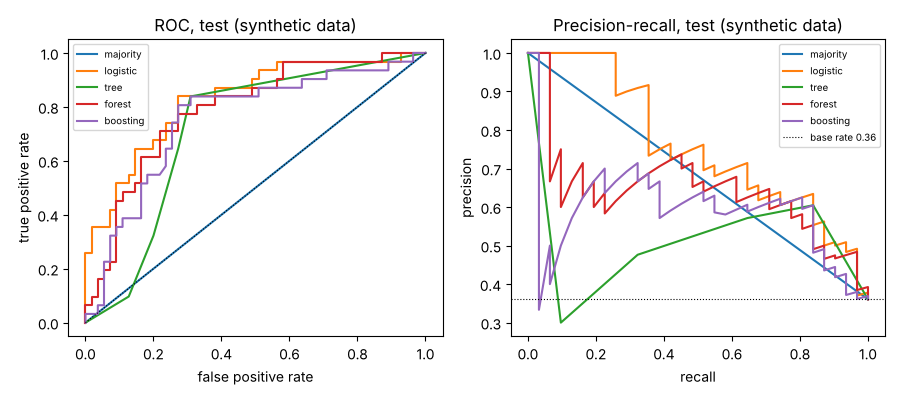 ROC, test (synthetic data)
true positive rate
1.0
0.8
0.6
0.4
0.2
0.0
majority
logistic
tree
forest
boosting
0.0 0.2 0.4 0.6 0.8 1.0
false positive rate
Precision-recall, test (synthetic data)
precision
1.0
0.9
0.8
0.7
0.6
0.5
0.4
0.3
majority
logistic
tree
forest
boosting
base rate 0.36
0.0 0.2 0.4 0.6 0.8 1.0
recall